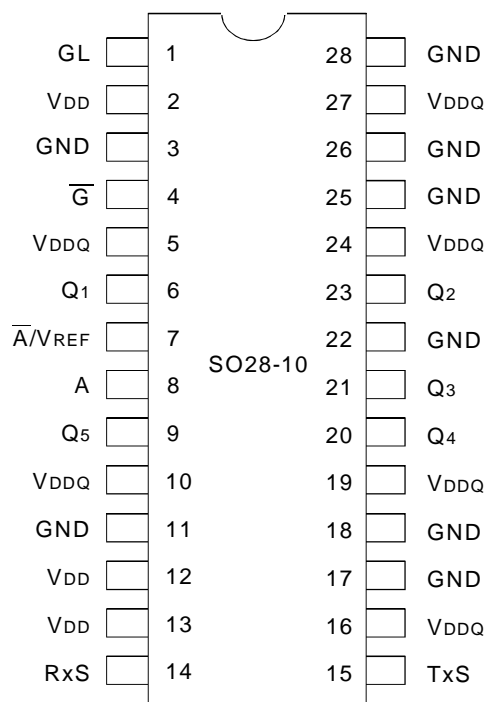 GL 1 28 GND
VDD 2 27 VDDQ
GND 3 26 GND
G̅ 4 25 GND
VDDQ 5 24 VDDQ
Q1 6 23 Q2
A̅/VREF 7 22 GND
SO28-10
A 8 21 Q3
Q5 9 20 Q4
VDDQ 10 19 VDDQ
GND 11 18 GND
VDD 12 17 GND
VDD 13 16 VDDQ
RxS 14 15 TxS